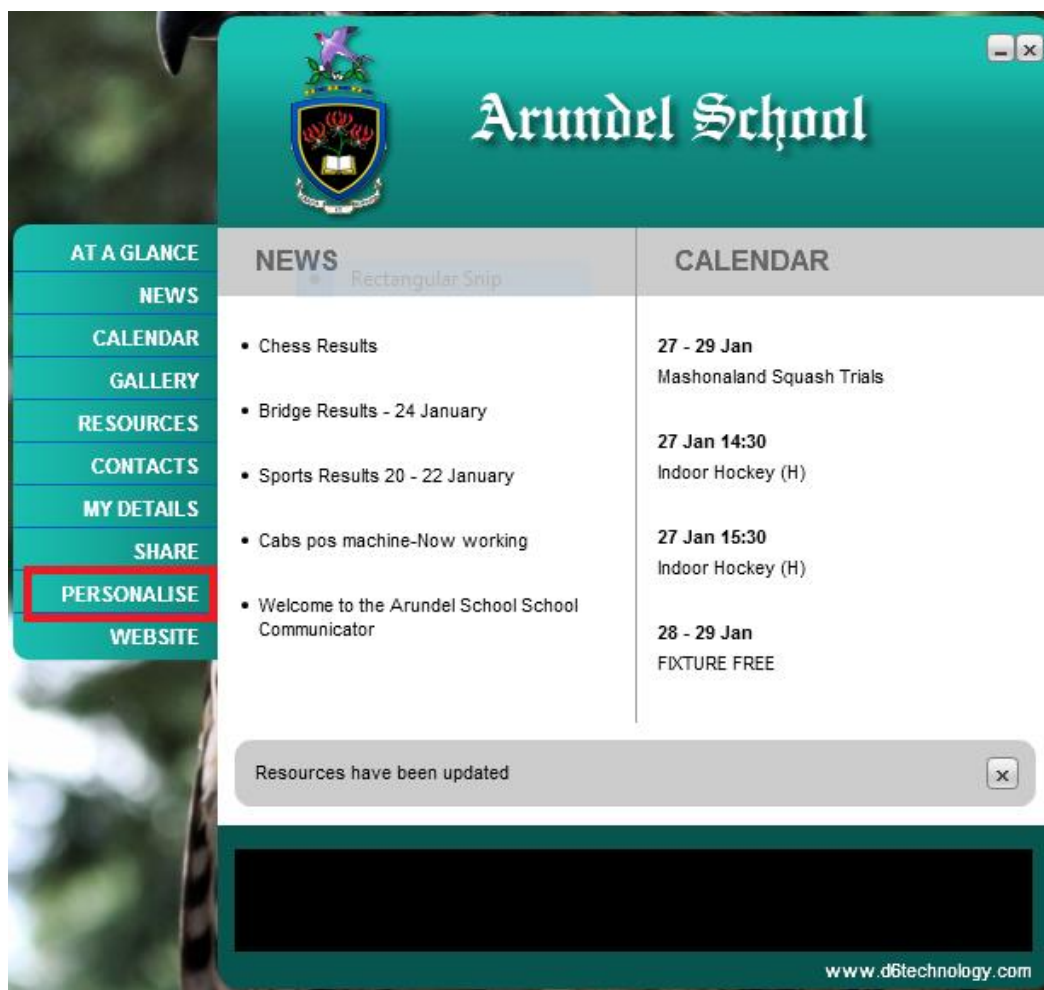 Arundel School
AT A GLANCE
NEWS
CALENDAR
GALLERY
RESOURCES
CONTACTS
MY DETAILS
SHARE
PERSONALISE
WEBSITE
NEWS
Rectangular Snip
• Chess Results
• Bridge Results - 24 January
• Sports Results 20 - 22 January
• Cabs pos machine-Now working
• Welcome to the Arundel School School
Communicator
CALENDAR
27 - 29 Jan
Mashonaland Squash Trials
27 Jan 14:30
Indoor Hockey (H)
27 Jan 15:30
Indoor Hockey (H)
28 - 29 Jan
FIXTURE FREE
Resources have been updated
www.d6technology.com